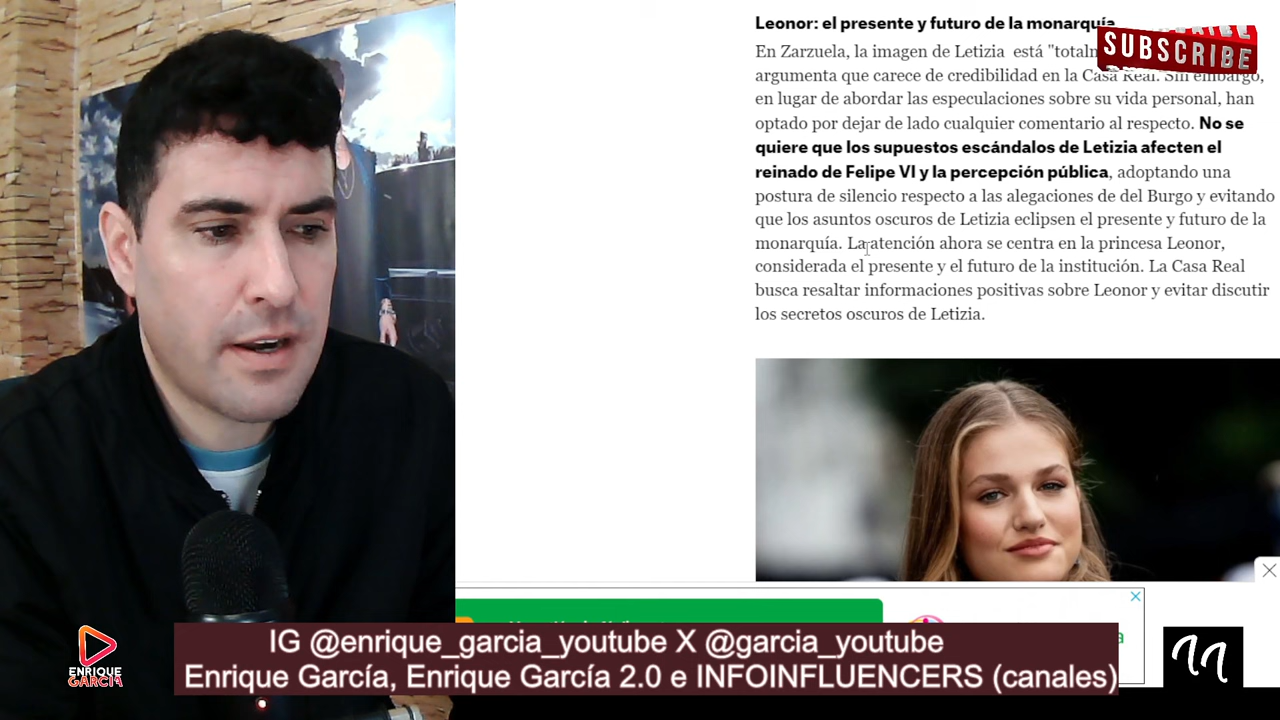 Leonor: el presente y futuro de la monarquía
En Zarzuela, la imagen de Letizia está
SUBSCRIBE
argumenta que carece de credibilidad en la Casa Real. Sin embargo,
en lugar de abordar las especulaciones sobre su vida personal, han
optado por dejar de lado cualquier comentario al respecto. No se
quiere que los supuestos escándalos de Letizia afecten el
reinado de Felipe VI y la percepción pública, adoptando una
postura de silencio respecto a las alegaciones de del Burgo y evitando
que los asuntos oscuros de Letizia eclipsen el presente y futuro de la
monarquía. La atención ahora se centra en la princesa Leonor,
considerada el presente y el futuro de la institución. La Casa Real
busca resaltar informaciones positivas sobre Leonor y evitar discutir
los secretos oscuros de Letizia.
IG @enrique_garcia_youtube X @garcia_youtube
Enrique García, Enrique García 2.0 e INFOINFLUENCERS (canales)
ENRIQUE
GARCÍA